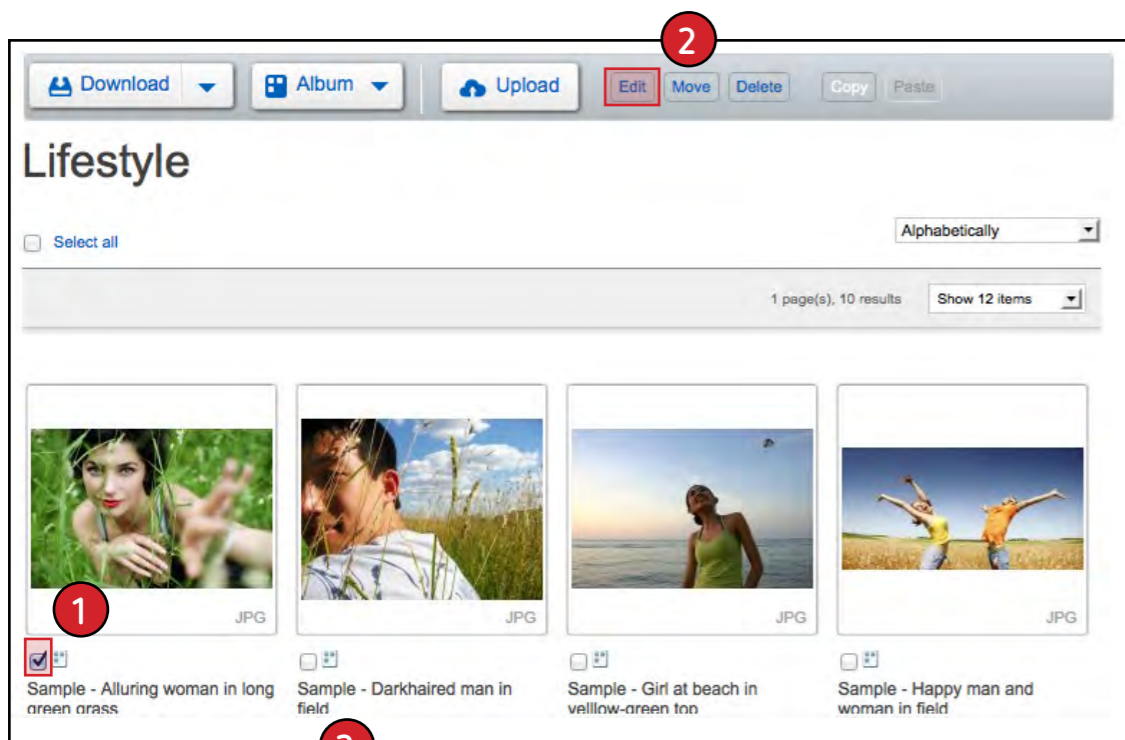 2
Download
Album
Upload
Edit
Move
Delete
Copy
Paste
Lifestyle
Select all
Alphabetically
1 page(s), 10 results
Show 12 items
1
JPG
JPG
JPG
JPG
Sample - Alluring woman in long
green grass
Sample - Darkhaired man in
field
Sample - Girl at beach in
velllow-green top
Sample - Happy man and
woman in field